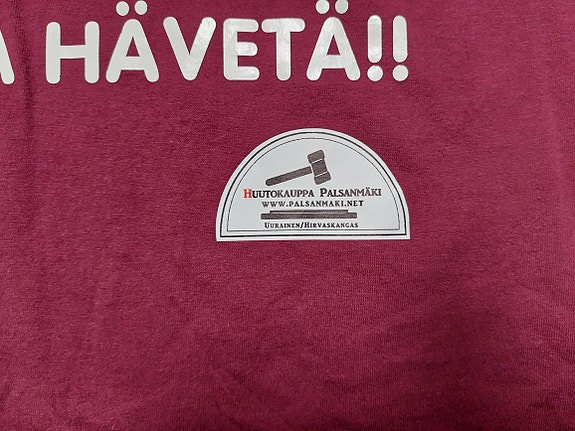 HÄVETÄ!!
HUUTOKAUPPA PALSANMÄKI
WWW.PALSANMAKI.NET
UURAINEN/HIRVASKANGAS